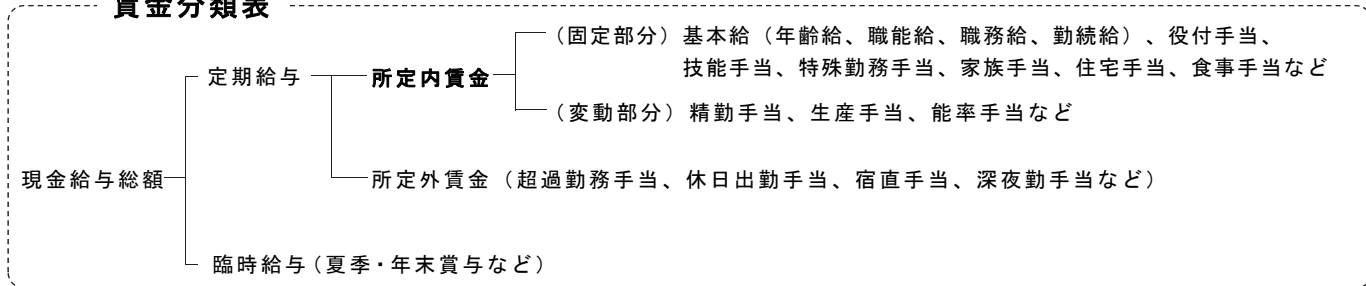 賃金分類表
（固定部分）基本給（年齢給、職能給、職務給、勤続給）、役付手当、
技能手当、特殊勤務手当、家族手当、住宅手当、食事手当など
定期給与
所定内賃金
（変動部分）精勤手当、生産手当、能率手当など
現金給与総額
所定外賃金（超過勤務手当、休日出勤手当、宿直手当、深夜勤手当など）
臨時給与（夏季・年末賞与など）